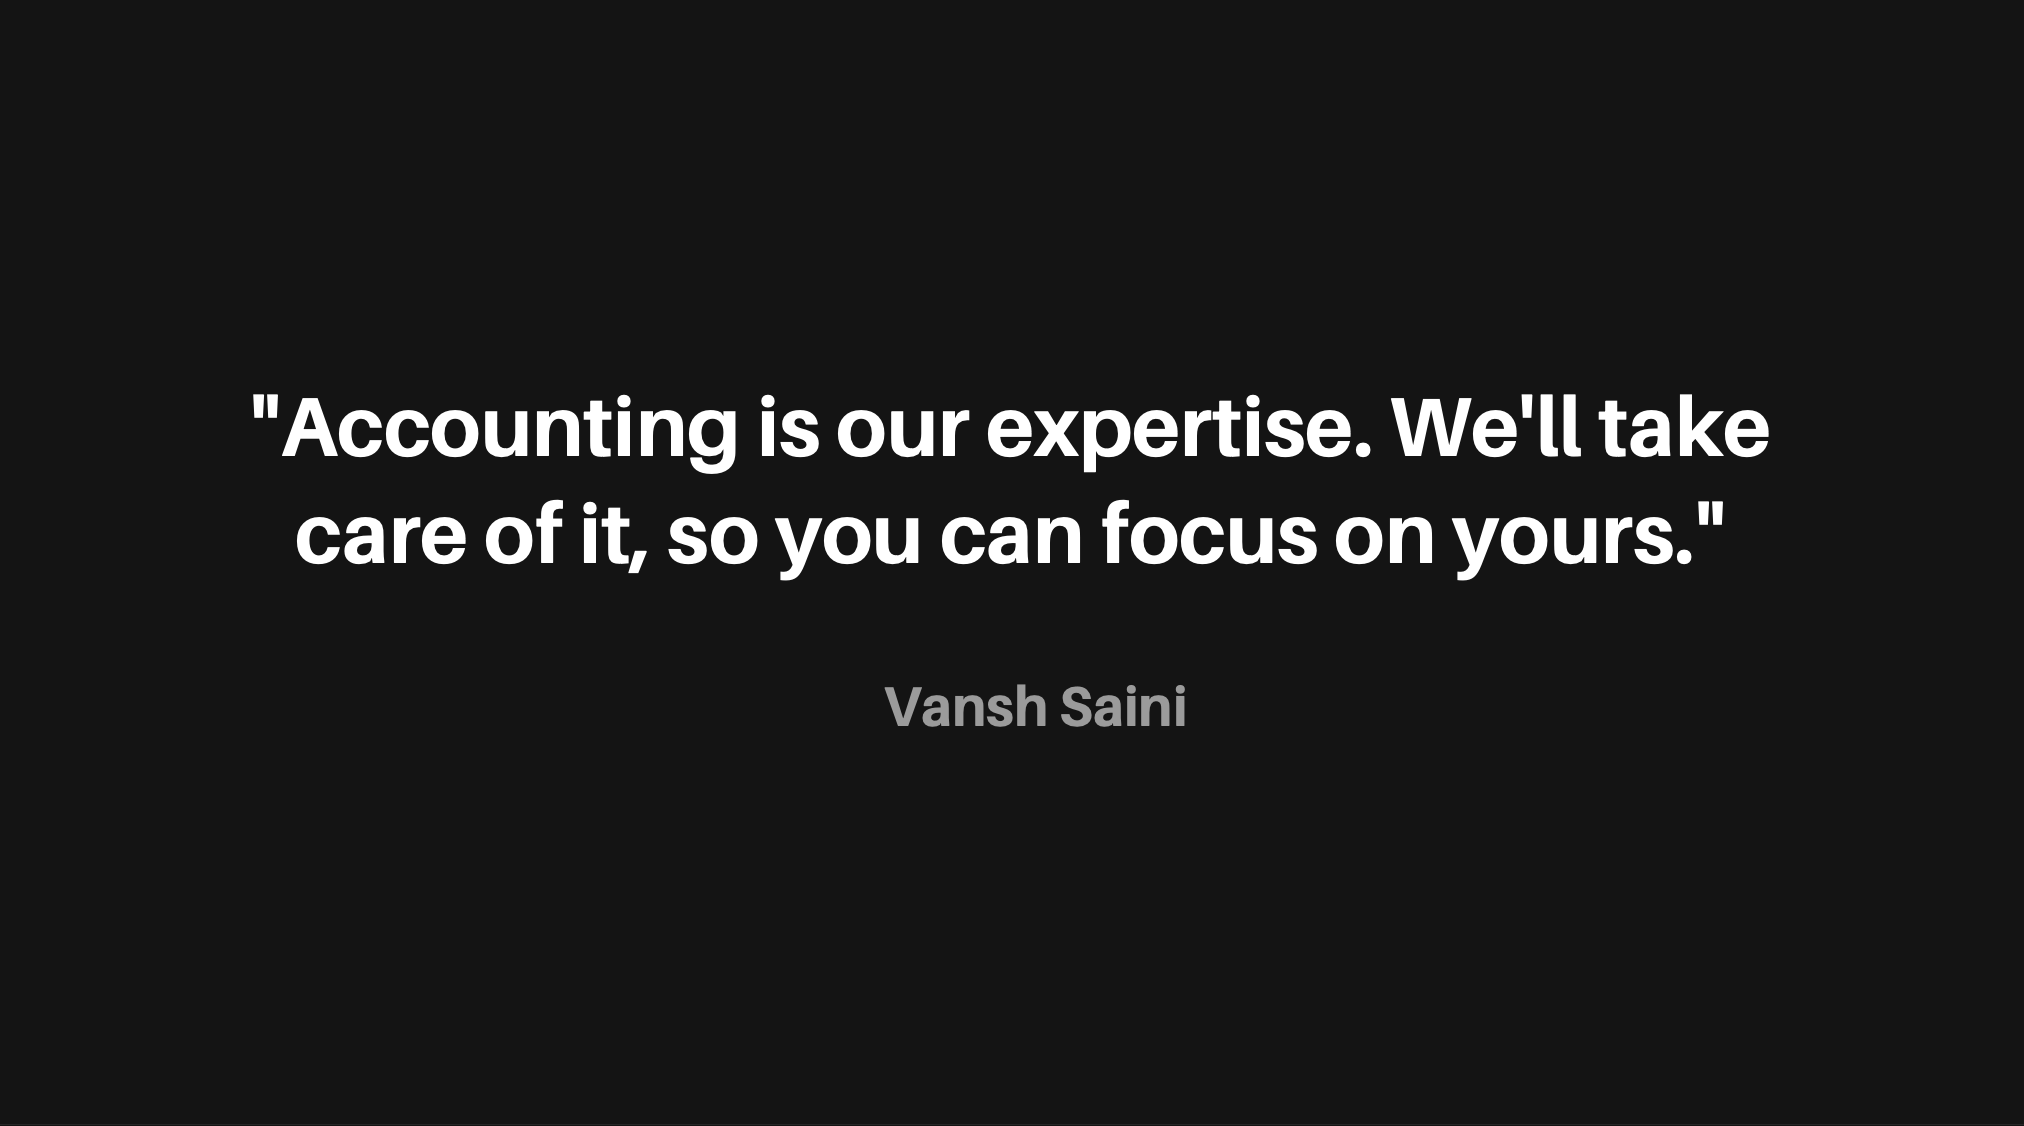 "Accounting is our expertise. We'll take
care of it, so you can focus on yours."
Vansh Saini